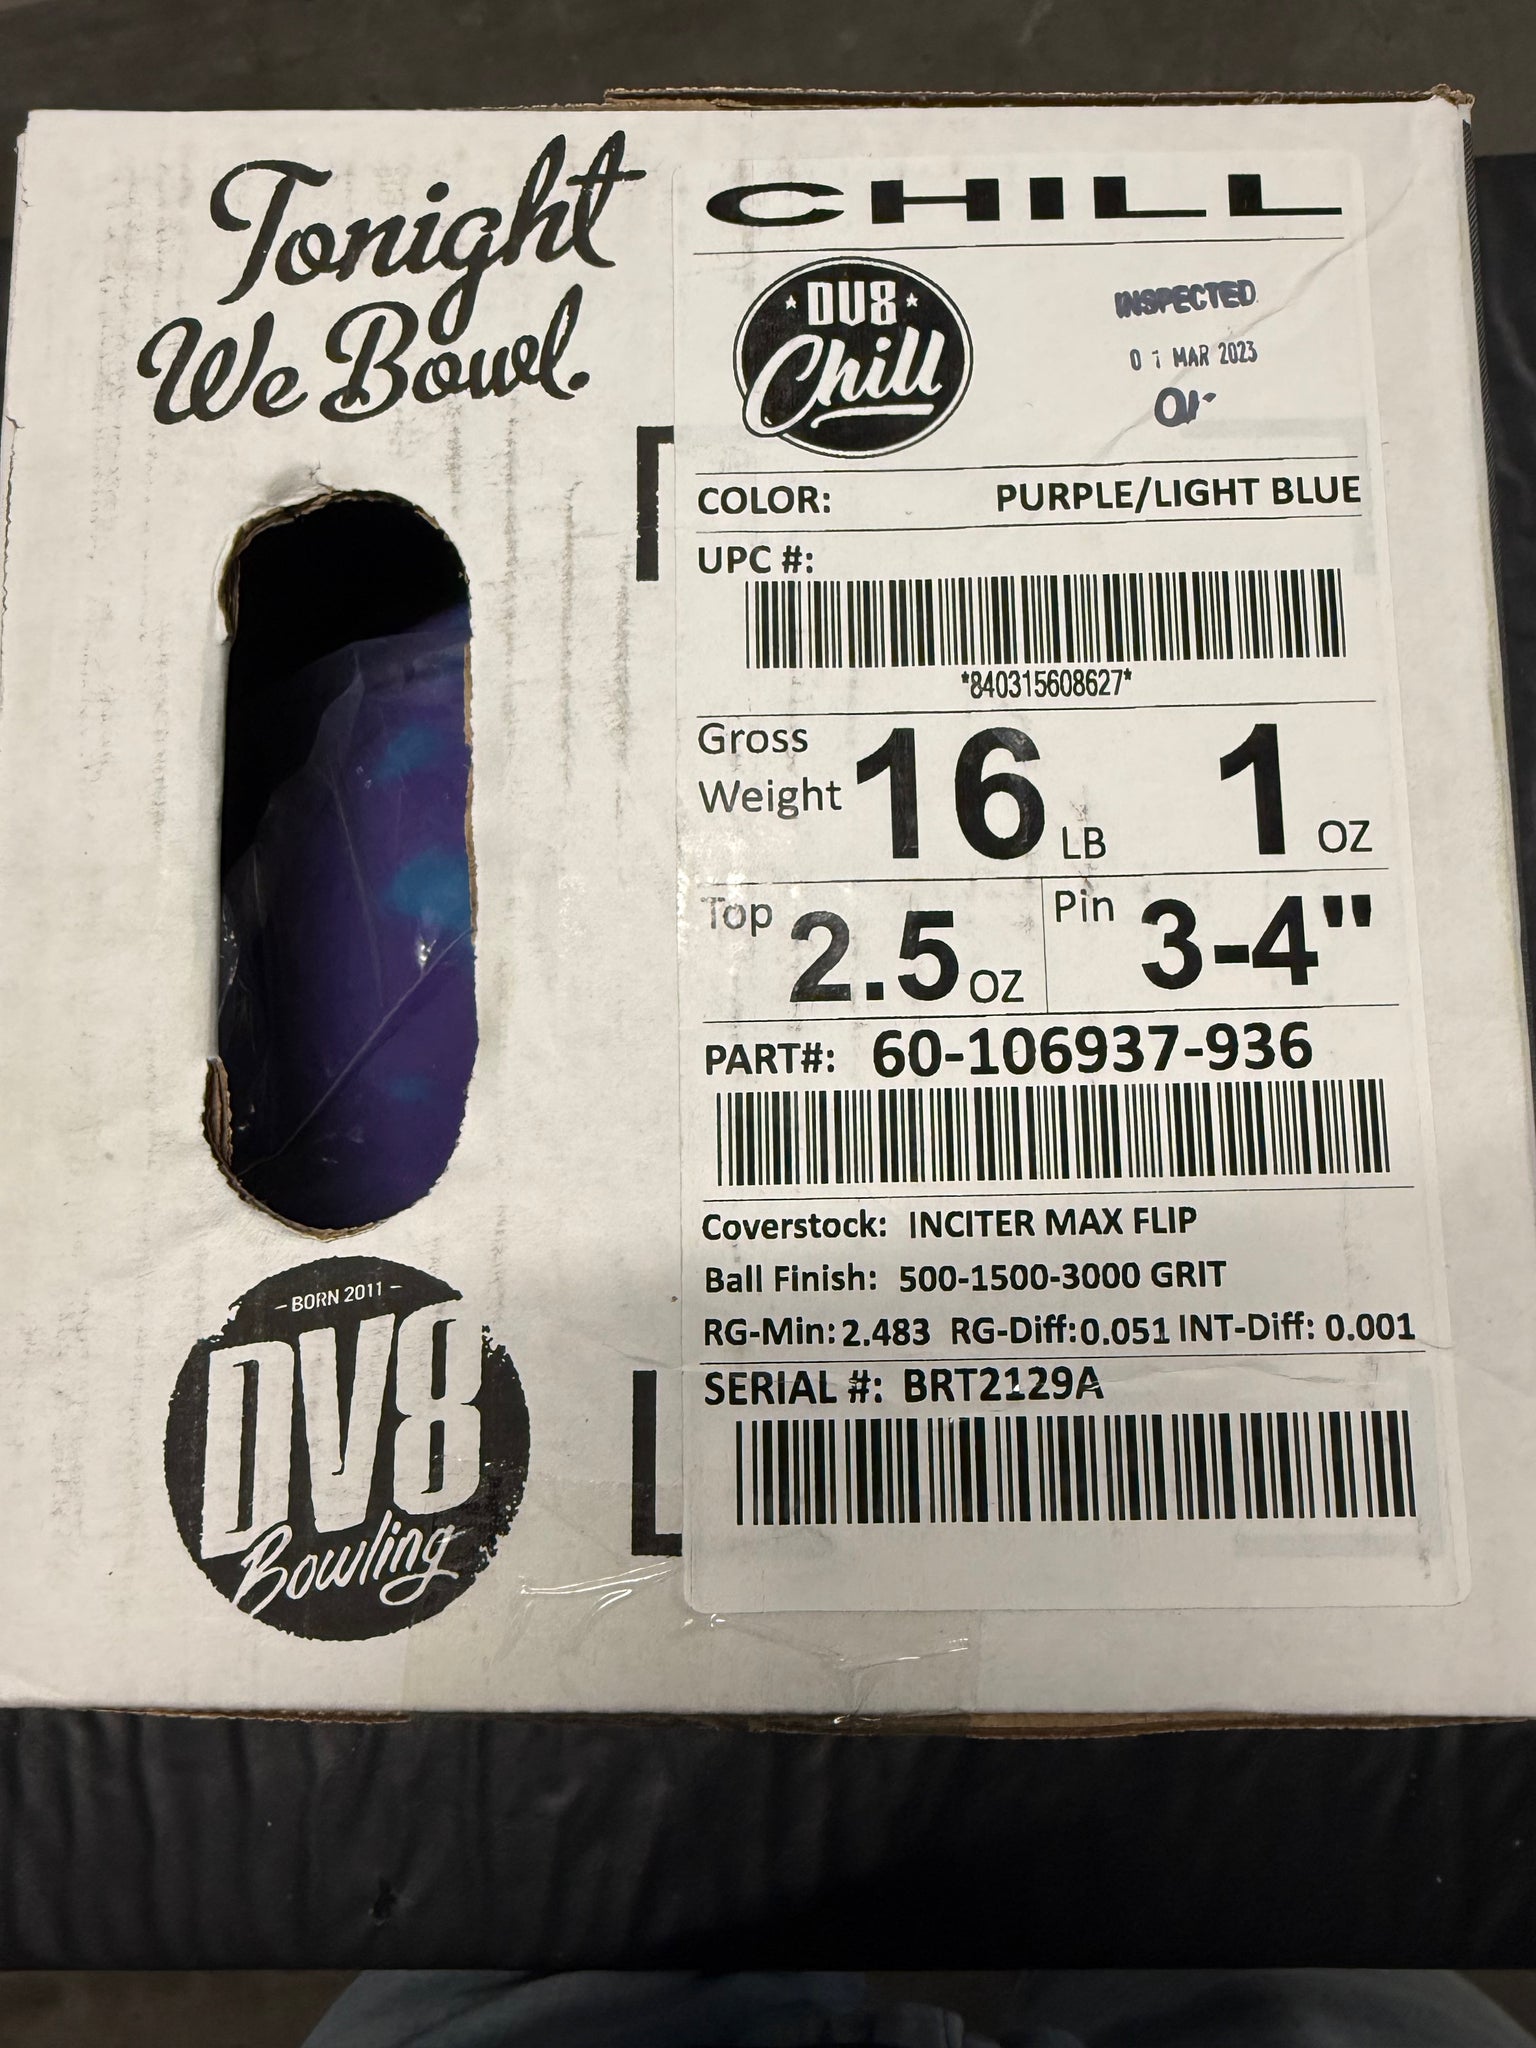 Tonight
We Bowl.
CHILL
DV8
Chill
INSPECTED
01 MAR 2023
COLOR: PURPLE/LIGHT BLUE
UPC #:
*840315608627*
Gross Weight 16 LB 1 OZ
Top 2.5 OZ Pin 3-4"
PART#: 60-106937-936
Coverstock: INCITER MAX FLIP
Ball Finish: 500-1500-3000 GRIT
RG-Min: 2.483 RG-Diff: 0.051 INT-Diff: 0.001
SERIAL #: BRT2129A
– BORN 2011 –
DV8
Bowling